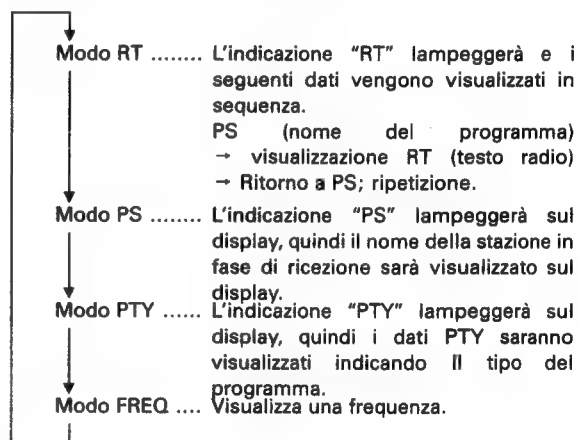 Modo RT ........ L'indicazione "RT" lampeggerà e i
seguenti dati vengono visualizzati in
sequenza.
PS (nome del programma)
→ visualizzazione RT (testo radio)
→ Ritorno a PS; ripetizione.
Modo PS ........ L'indicazione "PS" lampeggerà sul
display, quindi il nome della stazione in
fase di ricezione sarà visualizzato sul
display.
Modo PTY ...... L'indicazione "PTY" lampeggerà sul
display, quindi i dati PTY saranno
visualizzati indicando Il tipo del
programma.
Modo FREQ .... Visualizza una frequenza.